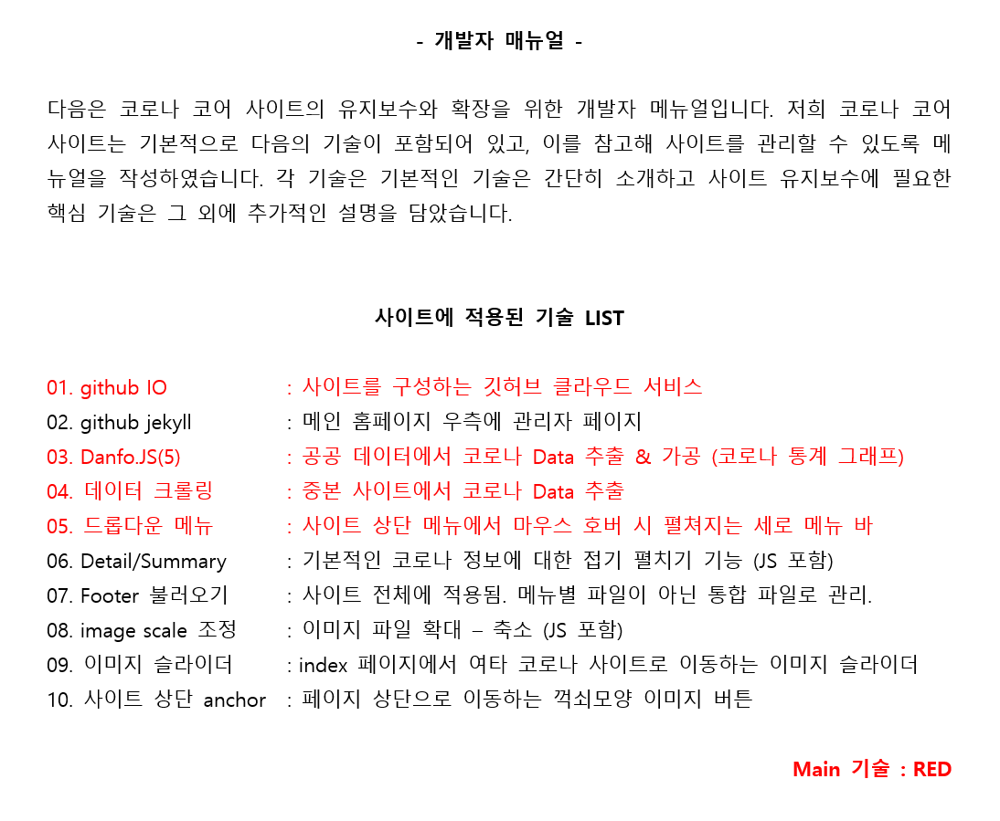 - 개발자 매뉴얼 -
다음은 코로나 코어 사이트의 유지보수와 확장을 위한 개발자 메뉴얼입니다. 저희 코로나 코어
사이트는 기본적으로 다음의 기술이 포함되어 있고, 이를 참고해 사이트를 관리할 수 있도록 메
뉴얼을 작성하였습니다. 각 기술은 기본적인 기술은 간단히 소개하고 사이트 유지보수에 필요한
핵심 기술은 그 외에 추가적인 설명을 담았습니다.
사이트에 적용된 기술 LIST
01. github IO : 사이트를 구성하는 깃허브 클라우드 서비스
02. github jekyll : 메인 홈페이지 우측에 관리자 페이지
03. Danfo.JS(5) : 공공 데이터에서 코로나 Data 추출 & 가공 (코로나 통계 그래프)
04. 데이터 크롤링 : 중본 사이트에서 코로나 Data 추출
05. 드롭다운 메뉴 : 사이트 상단 메뉴에서 마우스 호버 시 펼쳐지는 세로 메뉴 바
06. Detail/Summary : 기본적인 코로나 정보에 대한 접기 펼치기 기능 (JS 포함)
07. Footer 불러오기 : 사이트 전체에 적용됨. 메뉴별 파일이 아닌 통합 파일로 관리.
08. image scale 조정 : 이미지 파일 확대 – 축소 (JS 포함)
09. 이미지 슬라이더 : index 페이지에서 여타 코로나 사이트로 이동하는 이미지 슬라이더
10. 사이트 상단 anchor : 페이지 상단으로 이동하는 꺽쇠모양 이미지 버튼
Main 기술 : RED